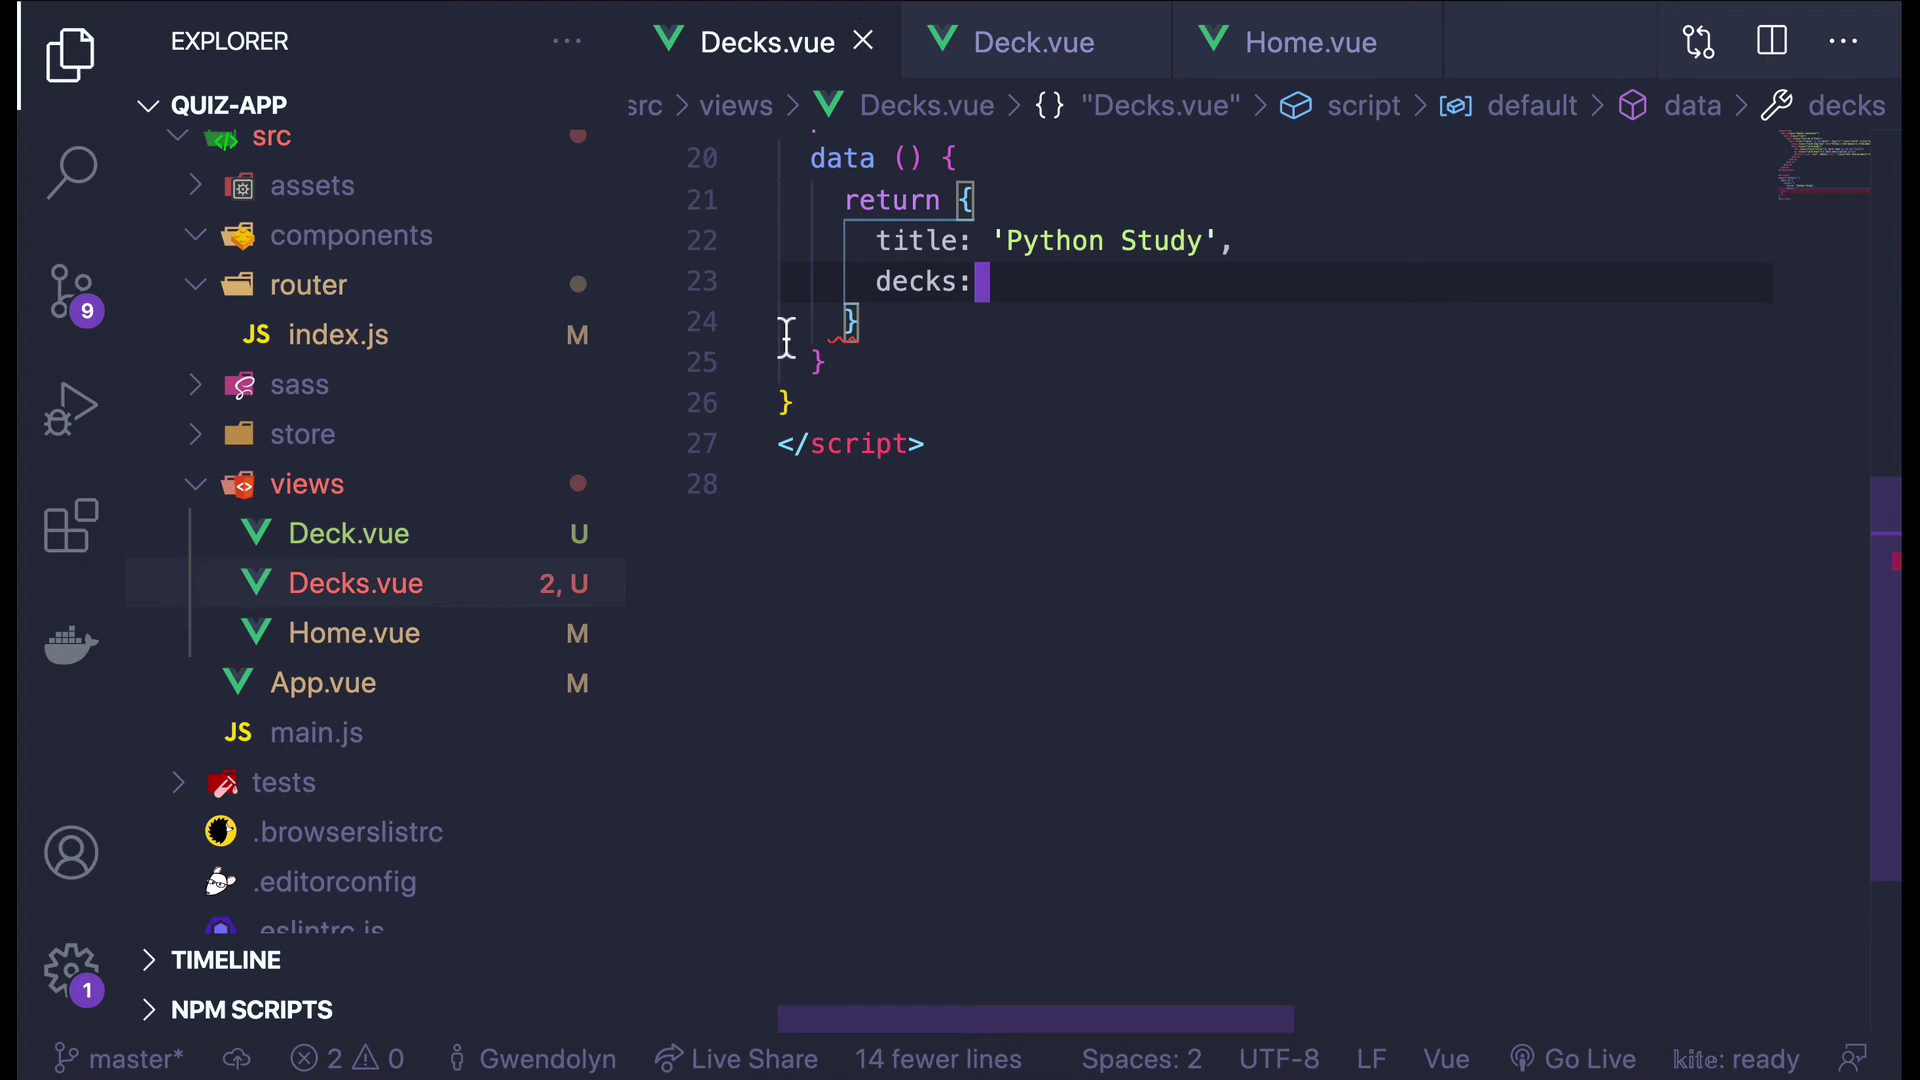 EXPLORER
QUIZ-APP
src
assets
components
router
JS index.js M
sass
store
views
Deck.vue U
Decks.vue 2, U
Home.vue M
App.vue M
JS main.js
tests
.browserslistrc
.editorconfig
.eslintrc.js
TIMELINE
NPM SCRIPTS
9
1
Decks.vue Deck.vue Home.vue
src > views > Decks.vue > {} "Decks.vue" > script > default > data > decks
20 data () {
21 return {
22 title: 'Python Study',
23 decks:
24 }
25 }
26 }
27 </script>
28
master* 2 0 Gwendolyn Live Share 14 fewer lines Spaces: 2 UTF-8 LF Vue Go Live kite: ready